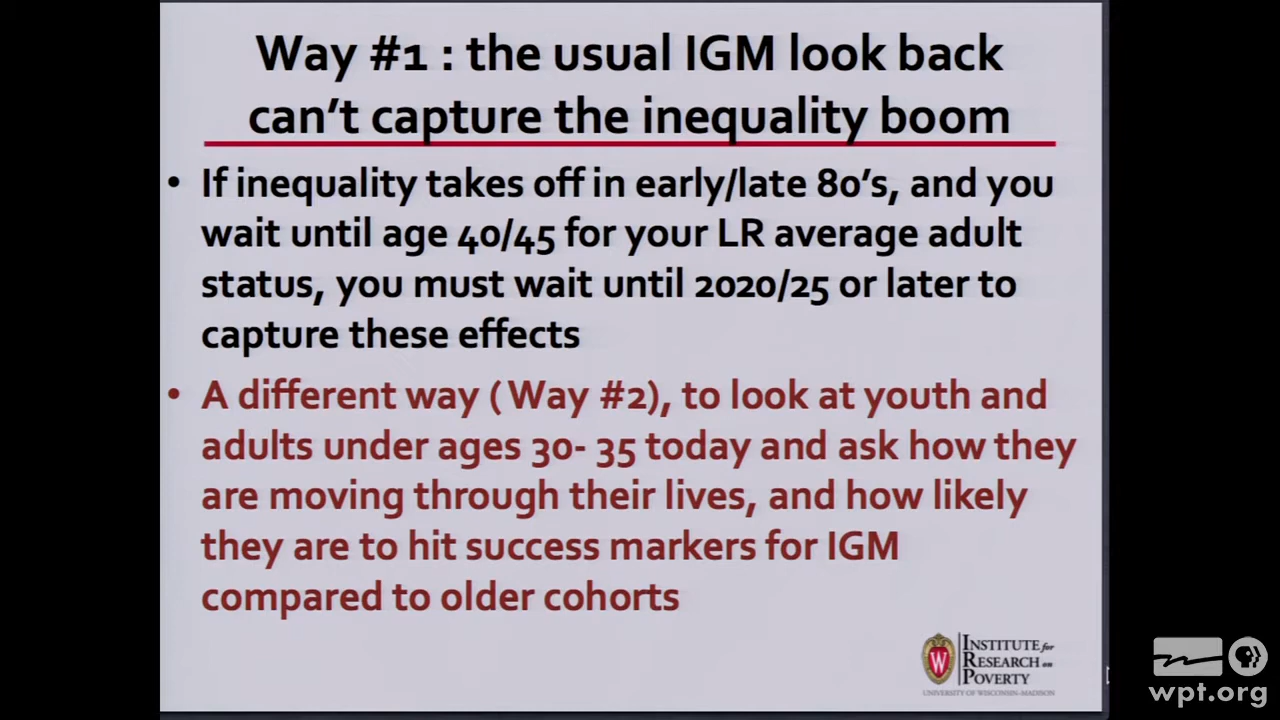 Way #1 : the usual IGM look back
can't capture the inequality boom
• If inequality takes off in early/late 80's, and you
wait until age 40/45 for your LR average adult
status, you must wait until 2020/25 or later to
capture these effects
• A different way ( Way #2), to look at youth and
adults under ages 30- 35 today and ask how they
are moving through their lives, and how likely
they are to hit success markers for IGM
compared to older cohorts
W
INSTITUTE for
RESEARCH on
POVERTY
UNIVERSITY OF WISCONSIN–MADISON
wpt.org